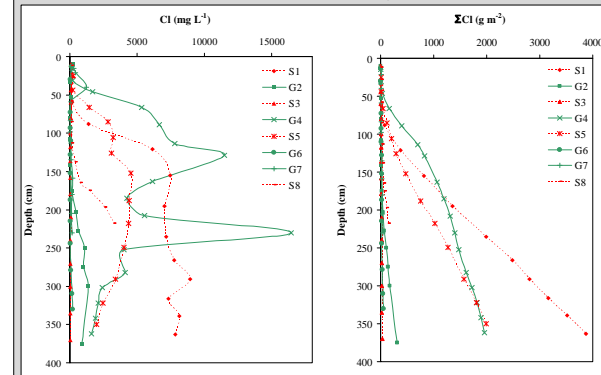 Cl (mg L-1)
0
5000
10000
15000
0
50
100
150
200
250
300
350
400
Depth (cm)
S1
G2
S3
G4
S5
G6
G7
S8
ΣCl (g m-2)
0
1000
2000
3000
4000
0
50
100
150
200
250
300
350
400
Depth (cm)
S1
G2
S3
G4
S5
G6
G7
S8